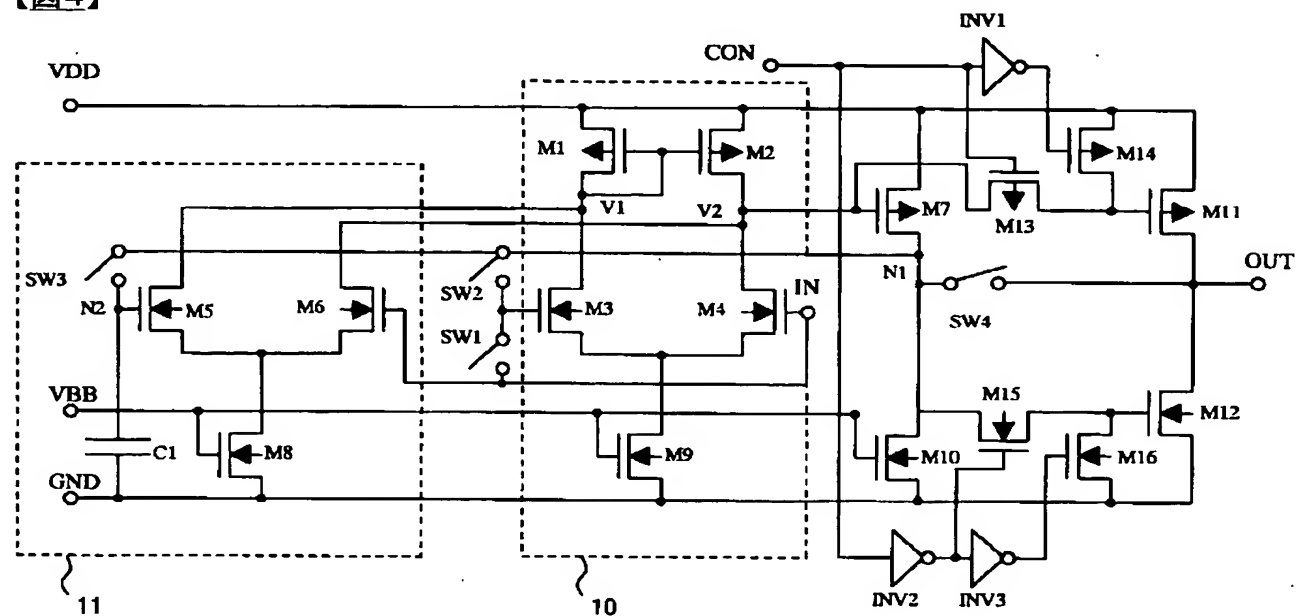 【図4】
INV1
CON
VDD
M1
M2
M14
V1
V2
M7
M13
M11
SW3
N1
OUT
SW2
IN
N2
M5
M6
M3
M4
SW4
SW1
VBB
M15
M12
C1
M8
M9
M10
M16
GND
INV2
INV3
11
10